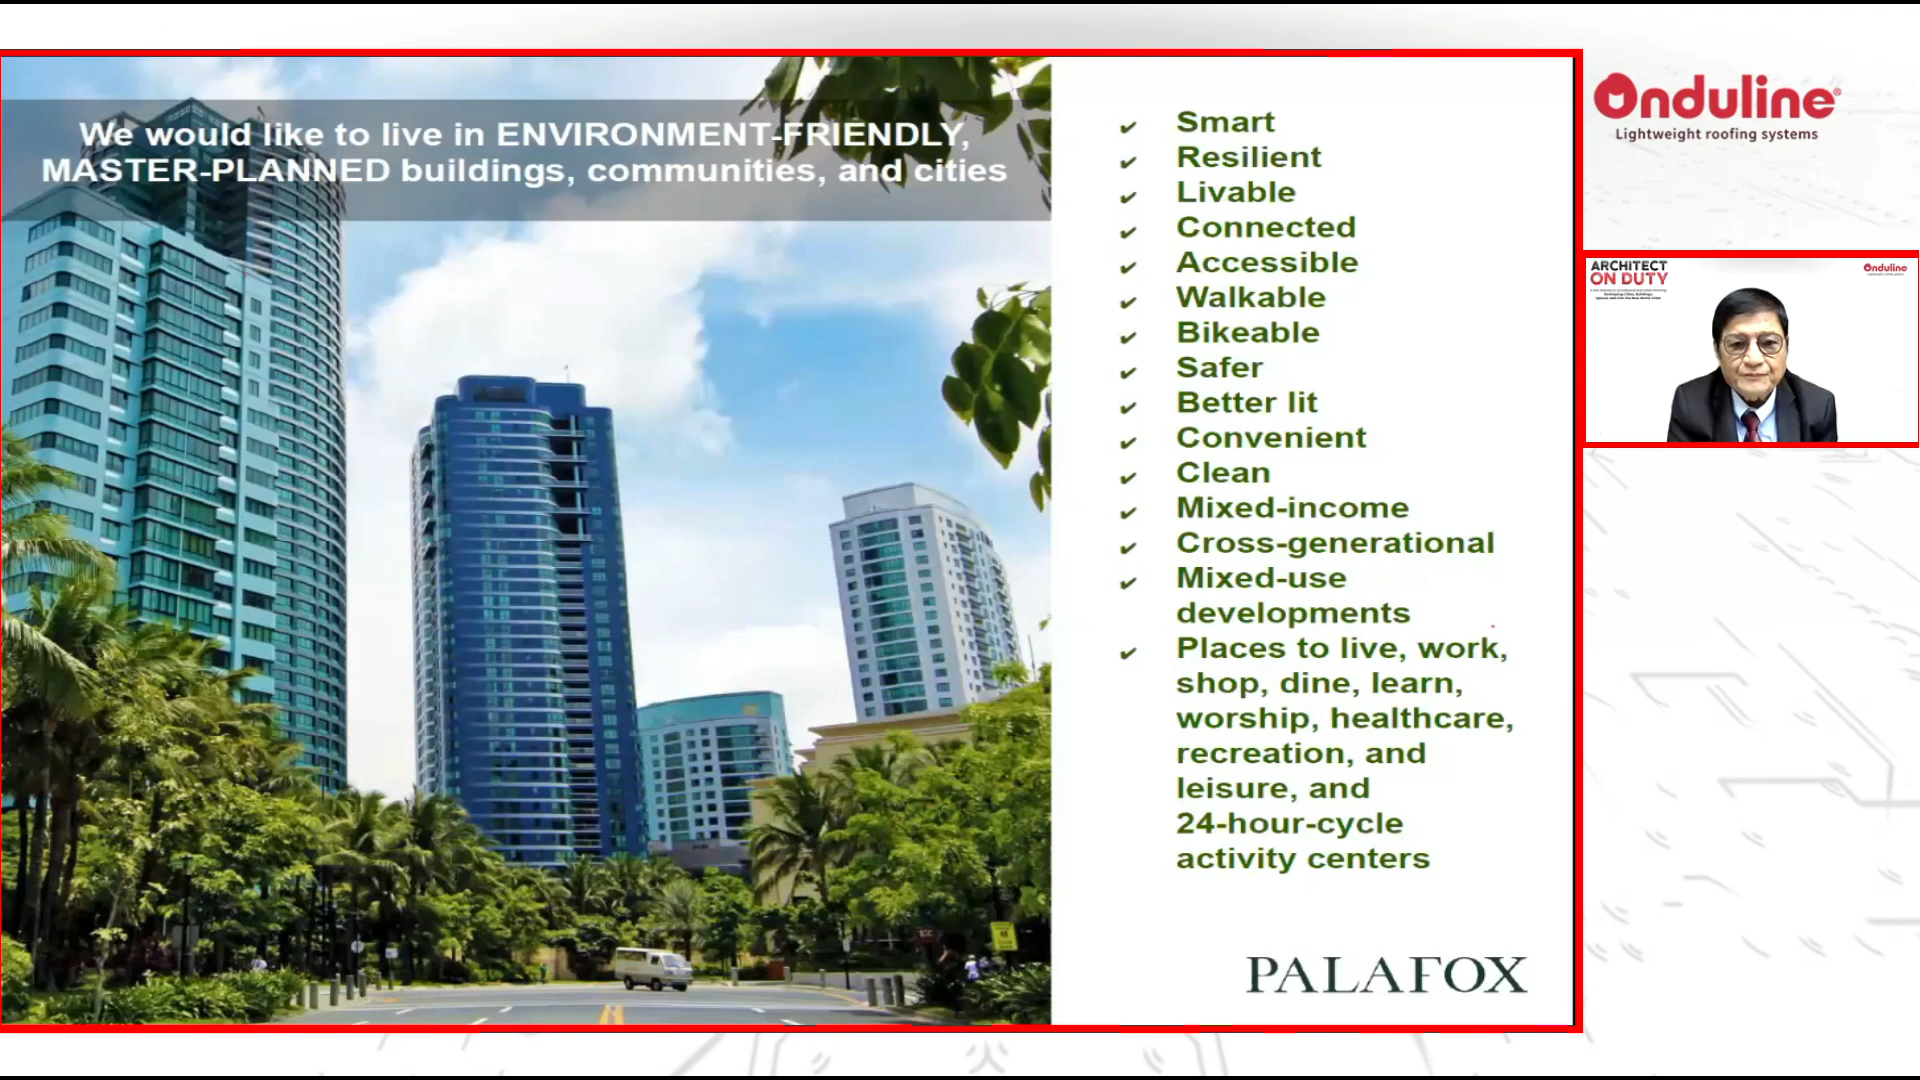 We would like to live in ENVIRONMENT-FRIENDLY,
MASTER-PLANNED buildings, communities, and cities
Smart
Resilient
Livable
Connected
Accessible
Walkable
Bikeable
Safer
Better lit
Convenient
Clean
Mixed-income
Cross-generational
Mixed-use
developments
Places to live, work,
shop, dine, learn,
worship, healthcare,
recreation, and
leisure, and
24-hour-cycle
activity centers
PALAFOX
Onduline®
Lightweight roofing systems
ARCHITECT
ON DUTY
Onduline